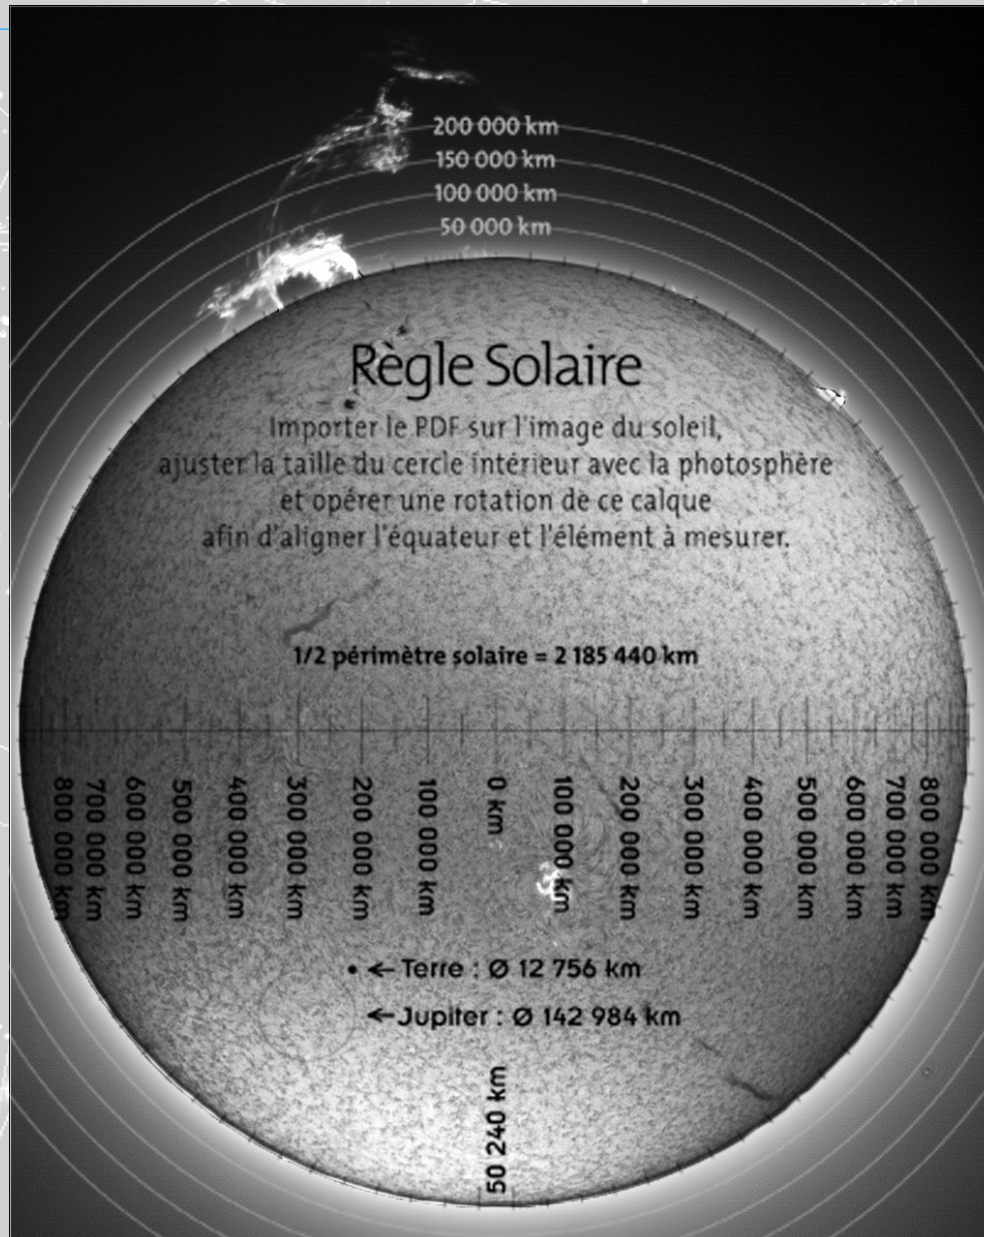 200 000 km
150 000 km
100 000 km
50 000 km
Règle Solaire
Importer le PDF sur l'image du soleil,
ajuster la taille du cercle intérieur avec la photosphère
et opérer une rotation de ce calque
afin d'aligner l'équateur et l'élément à mesurer.
1/2 périmètre solaire = 2 185 440 km
800 000 km
700 000 km
600 000 km
500 000 km
400 000 km
300 000 km
200 000 km
100 000 km
0 km
100 000 km
200 000 km
300 000 km
400 000 km
500 000 km
600 000 km
700 000 km
800 000 km
← Terre : Ø 12 756 km
← Jupiter : Ø 142 984 km
50 240 km